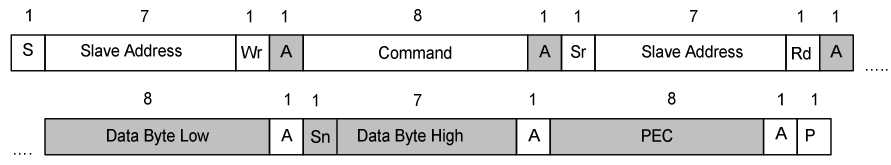 1 7 1 1 8 1 1 7 1 1
S Slave Address Wr A Command A Sr Slave Address Rd A .....
8 1 1 7 1 8 1 1
.... Data Byte Low A Sn Data Byte High A PEC A P